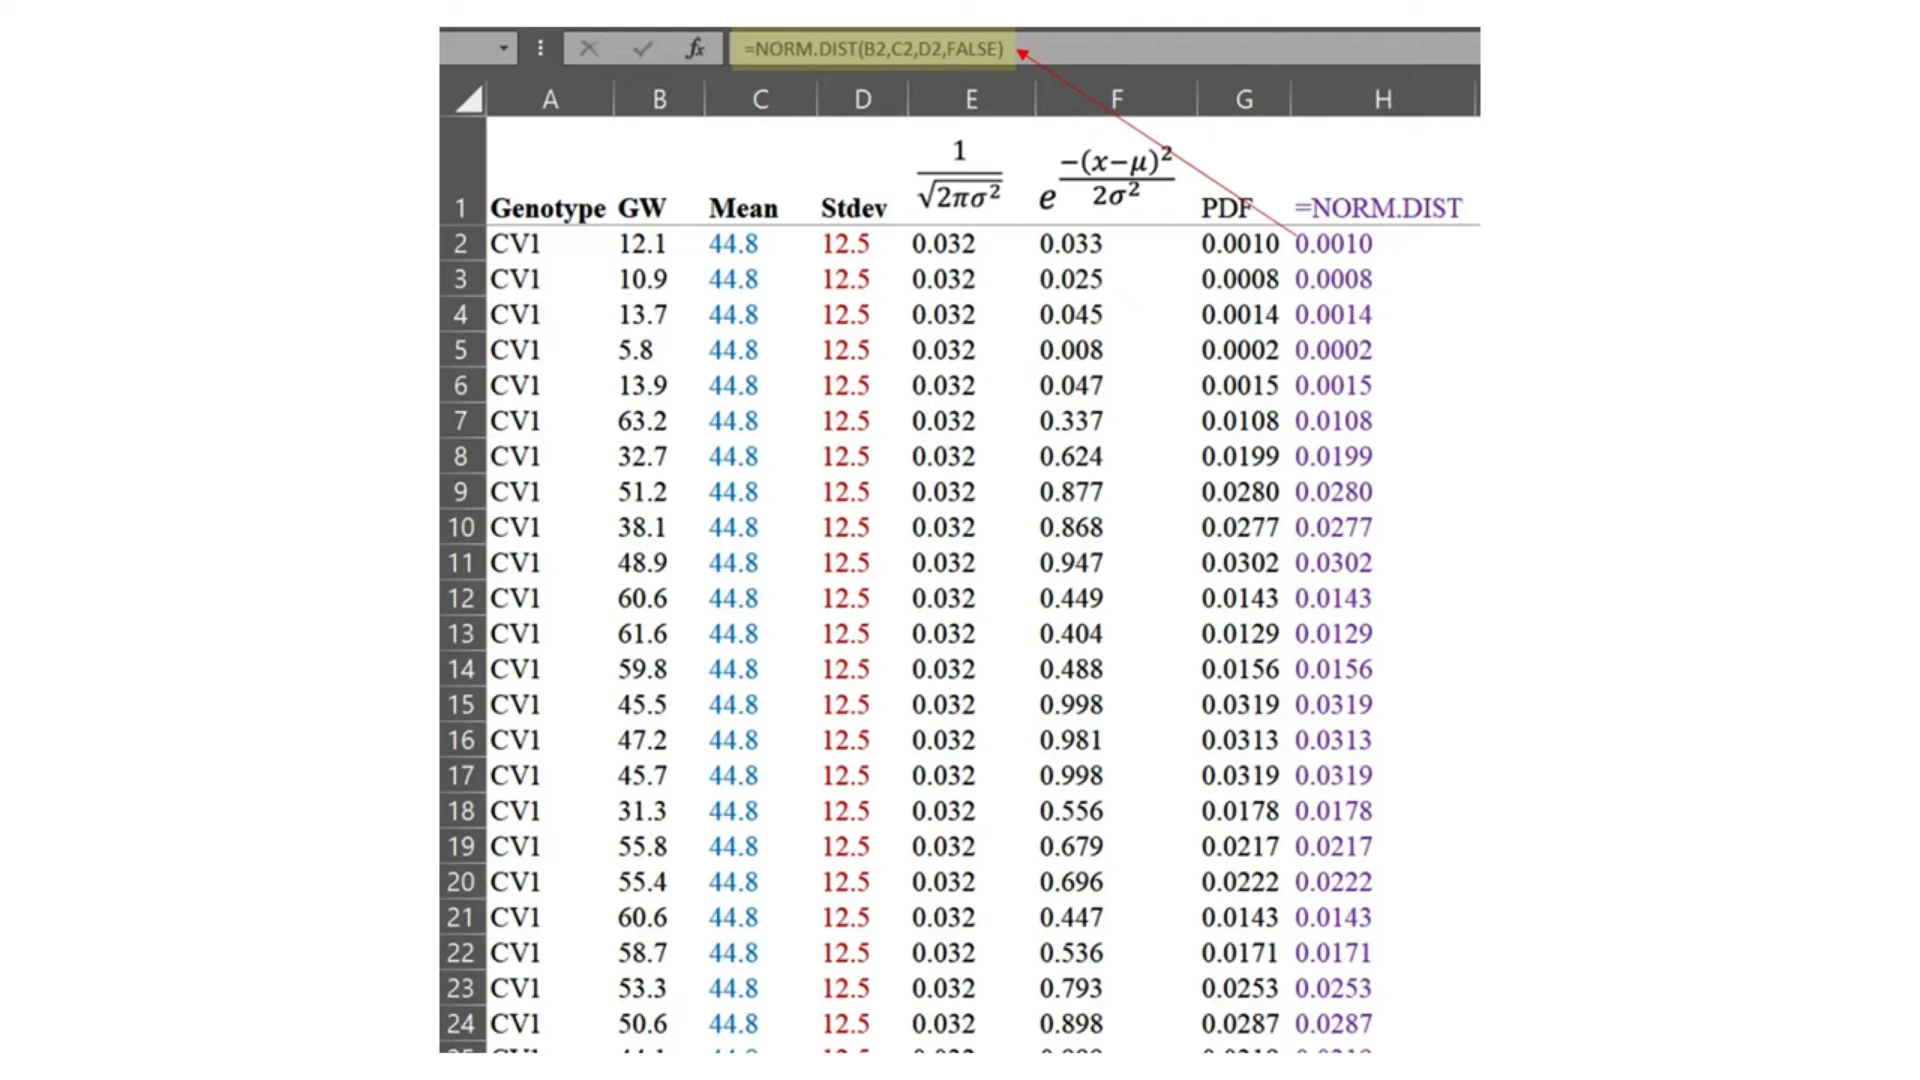 =NORM.DIST(B2,C2,D2,FALSE)
A B C D E F G H
1 Genotype GW Mean Stdev 1/√2πσ² e^(−(x−μ)²/2σ²) PDF =NORM.DIST
2 CV1 12.1 44.8 12.5 0.032 0.033 0.0010 0.0010
3 CV1 10.9 44.8 12.5 0.032 0.025 0.0008 0.0008
4 CV1 13.7 44.8 12.5 0.032 0.045 0.0014 0.0014
5 CV1 5.8 44.8 12.5 0.032 0.008 0.0002 0.0002
6 CV1 13.9 44.8 12.5 0.032 0.047 0.0015 0.0015
7 CV1 63.2 44.8 12.5 0.032 0.337 0.0108 0.0108
8 CV1 32.7 44.8 12.5 0.032 0.624 0.0199 0.0199
9 CV1 51.2 44.8 12.5 0.032 0.877 0.0280 0.0280
10 CV1 38.1 44.8 12.5 0.032 0.868 0.0277 0.0277
11 CV1 48.9 44.8 12.5 0.032 0.947 0.0302 0.0302
12 CV1 60.6 44.8 12.5 0.032 0.449 0.0143 0.0143
13 CV1 61.6 44.8 12.5 0.032 0.404 0.0129 0.0129
14 CV1 59.8 44.8 12.5 0.032 0.488 0.0156 0.0156
15 CV1 45.5 44.8 12.5 0.032 0.998 0.0319 0.0319
16 CV1 47.2 44.8 12.5 0.032 0.981 0.0313 0.0313
17 CV1 45.7 44.8 12.5 0.032 0.998 0.0319 0.0319
18 CV1 31.3 44.8 12.5 0.032 0.556 0.0178 0.0178
19 CV1 55.8 44.8 12.5 0.032 0.679 0.0217 0.0217
20 CV1 55.4 44.8 12.5 0.032 0.696 0.0222 0.0222
21 CV1 60.6 44.8 12.5 0.032 0.447 0.0143 0.0143
22 CV1 58.7 44.8 12.5 0.032 0.536 0.0171 0.0171
23 CV1 53.3 44.8 12.5 0.032 0.793 0.0253 0.0253
24 CV1 50.6 44.8 12.5 0.032 0.898 0.0287 0.0287